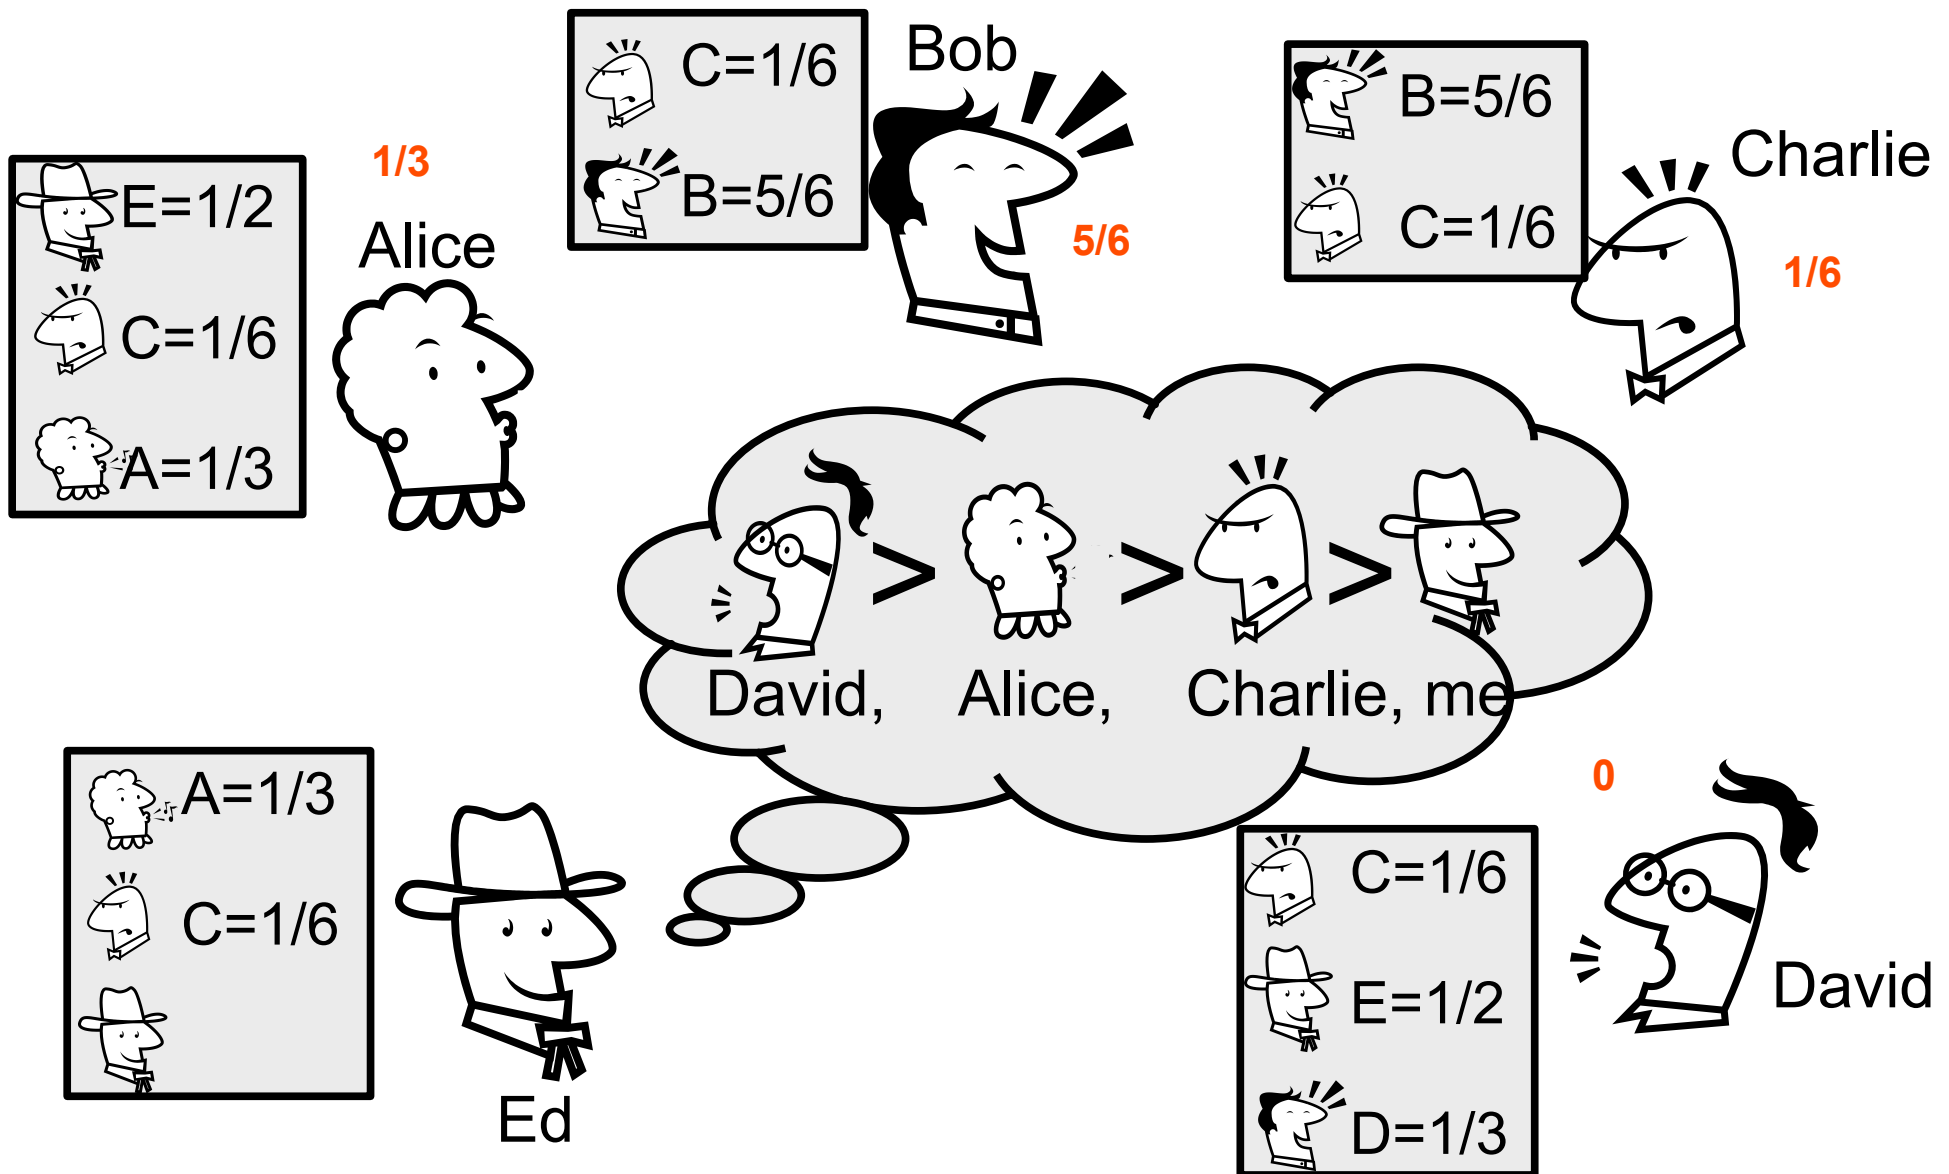 Bob
C=1/6
B=5/6
5/6
B=5/6
C=1/6
Charlie
1/6
1/3
Alice
E=1/2
C=1/6
A=1/3
> > >
David, Alice, Charlie, me
A=1/3
C=1/6
Ed
0
C=1/6
E=1/2
D=1/3
David